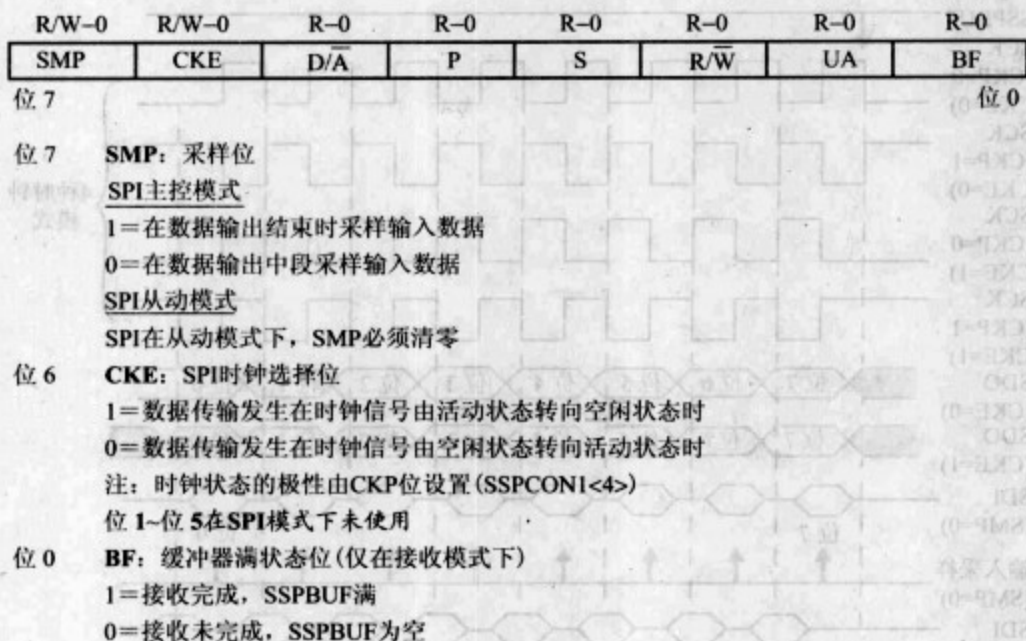 R/W–0 R/W–0 R–0 R–0 R–0 R–0 R–0 R–0
SMP CKE D/A̅ P S R/W̅ UA BF
位 7 位 0
位 7 SMP：采样位
SPI主控模式
1＝在数据输出结束时采样输入数据
0＝在数据输出中段采样输入数据
SPI从动模式
SPI在从动模式下，SMP必须清零
位 6 CKE：SPI时钟选择位
1＝数据传输发生在时钟信号由活动状态转向空闲状态时
0＝数据传输发生在时钟信号由空闲状态转向活动状态时
注：时钟状态的极性由CKP位设置(SSPCON1<4>)
位 1~位 5在SPI模式下未使用
位 0 BF：缓冲器满状态位(仅在接收模式下)
1＝接收完成，SSPBUF满
0＝接收未完成，SSPBUF为空